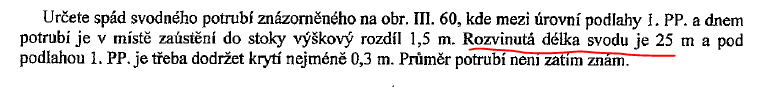 Určete spád svodného potrubí znázorněného na obr. III. 60, kde mezi úrovní podlahy 1. PP. a dnem
potrubí je v místě zaústění do stoky výškový rozdíl 1,5 m. Rozvinutá délka svodu je 25 m a pod
podlahou 1. PP. je třeba dodržet krytí nejméně 0,3 m. Průměr potrubí není zatím znám.